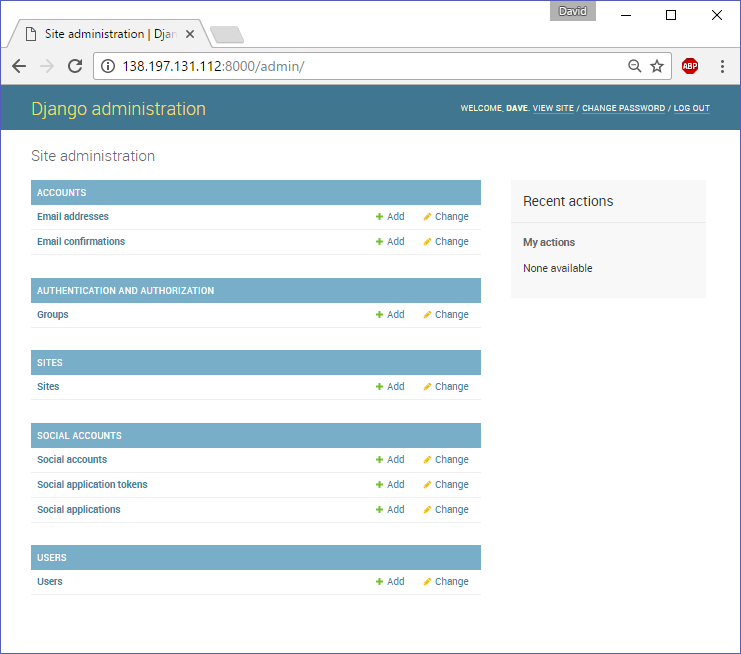 David
Site administration | Djan
138.197.131.112:8000/admin/
ABP
Django administration
WELCOME, DAVE. VIEW SITE / CHANGE PASSWORD / LOG OUT
Site administration
ACCOUNTS
Email addresses Add Change
Email confirmations Add Change
AUTHENTICATION AND AUTHORIZATION
Groups Add Change
SITES
Sites Add Change
SOCIAL ACCOUNTS
Social accounts Add Change
Social application tokens Add Change
Social applications Add Change
USERS
Users Add Change
Recent actions
My actions
None available